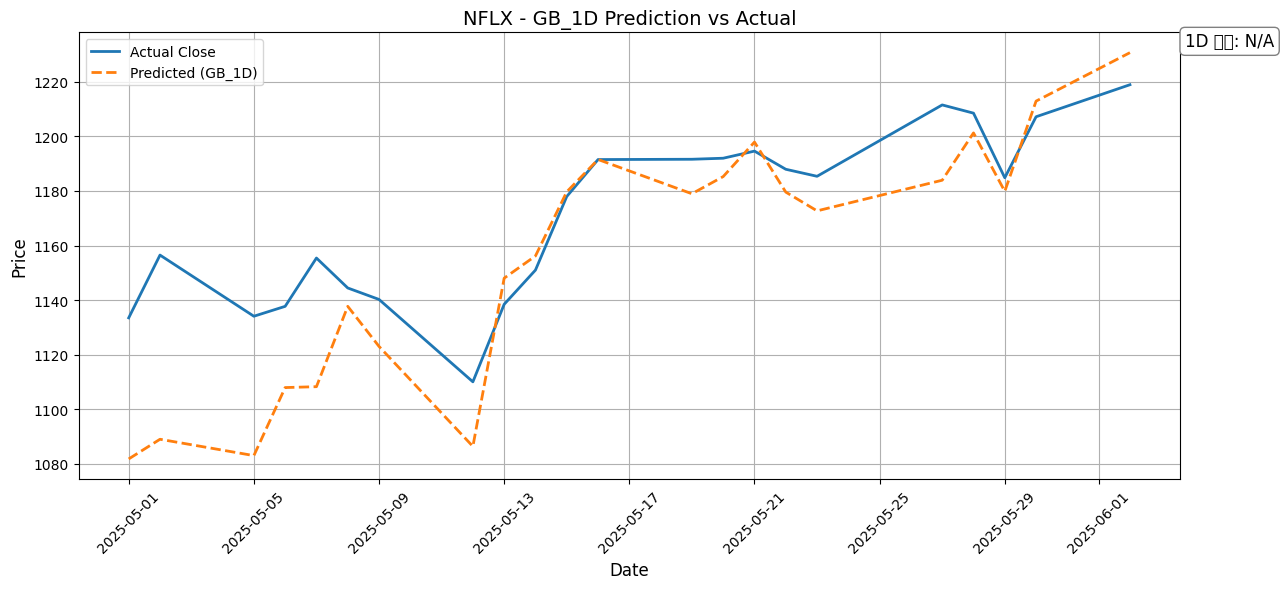 NFLX - GB_1D Prediction vs Actual
Actual Close
Predicted (GB_1D)
1D : N/A
Price
1220
1200
1180
1160
1140
1120
1100
1080
2025-05-01
2025-05-05
2025-05-09
2025-05-13
2025-05-17
2025-05-21
2025-05-25
2025-05-29
2025-06-01
Date